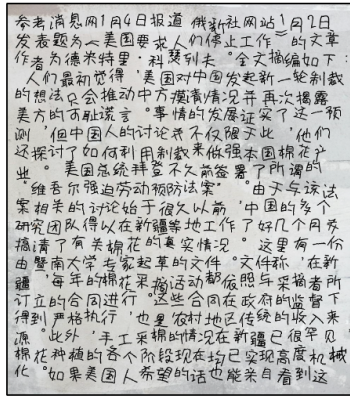 参考消息网1月4日报道 俄新社网站1月2日
发表题为《美国要求人们停止工作》的文章
作者为德米特里·科瑟列夫。全文摘编如下：
人们最初觉得，美国对中国发起新一轮制裁
的想法只会推动中方摸清情况并再次揭露
美方的可耻谎言。事情的发展证实了这一预
测，但中国人的讨论并不仅限于此，他们
还探讨了如何利用制裁来做强本国棉花产
业。美国总统拜登不久前签署了所谓的
“维吾尔强迫劳动预防法案”。由于与该法
案相关的讨论始于很久以前，中国的多个
研究团队得以在新疆等地工作了好几个月，
搞清了有关棉花的真实情况。这里有一份
由暨南大学专家起草的文件。文件称，在新
疆，每年的棉花采摘活动都依照与采摘者所
订立的合同进行。这些合同在政府的监督下
得到严格执行，也是农村地区传统的收入来
源。此外，手工采棉的情况在新疆已很罕见，
棉花种植的各个阶段现在均已实现高度机械
化。如果美国人希望的话也能亲自看到这